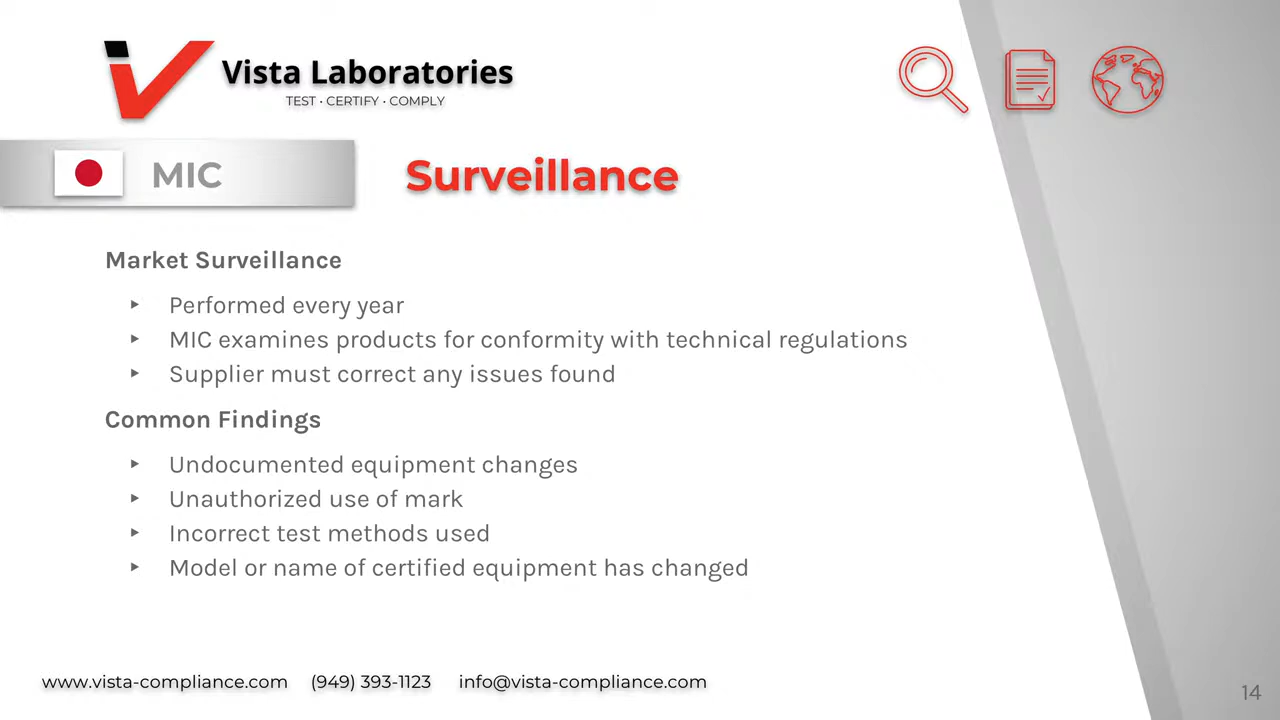 Vista Laboratories
TEST · CERTIFY · COMPLY
MIC
Surveillance
Market Surveillance
‣ Performed every year
‣ MIC examines products for conformity with technical regulations
‣ Supplier must correct any issues found
Common Findings
‣ Undocumented equipment changes
‣ Unauthorized use of mark
‣ Incorrect test methods used
‣ Model or name of certified equipment has changed
www.vista-compliance.com (949) 393-1123 info@vista-compliance.com
14